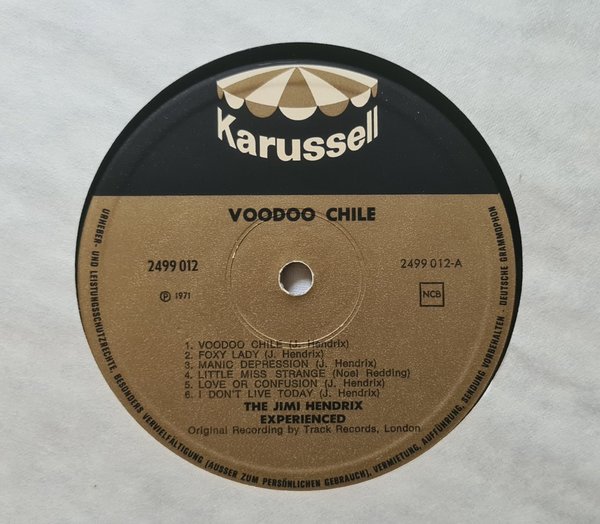 Karussell
VOODOO CHILE
2499 012
2499 012-A
Ⓟ 1971
NCB
1. VOODOO CHILE (J. Hendrix)
2. FOXY LADY (J. Hendrix)
3. MANIC DEPRESSION (J. Hendrix)
4. LITTLE MISS STRANGE (Noel Redding)
5. LOVE OR CONFUSION (J. Hendrix)
6. I DON'T LIVE TODAY (J. Hendrix)
THE JIMI HENDRIX
EXPERIENCED
Original Recording by Track Records, London
URHEBER- UND LEISTUNGSSCHUTZRECHTE, BESONDERS VERVIELFÄLTIGUNG (AUSSER ZUM PERSÖNLICHEN GEBRAUCH), VERMIETUNG, AUFFÜHRUNG, SENDUNG VORBEHALTEN - DEUTSCHE GRAMMOPHON